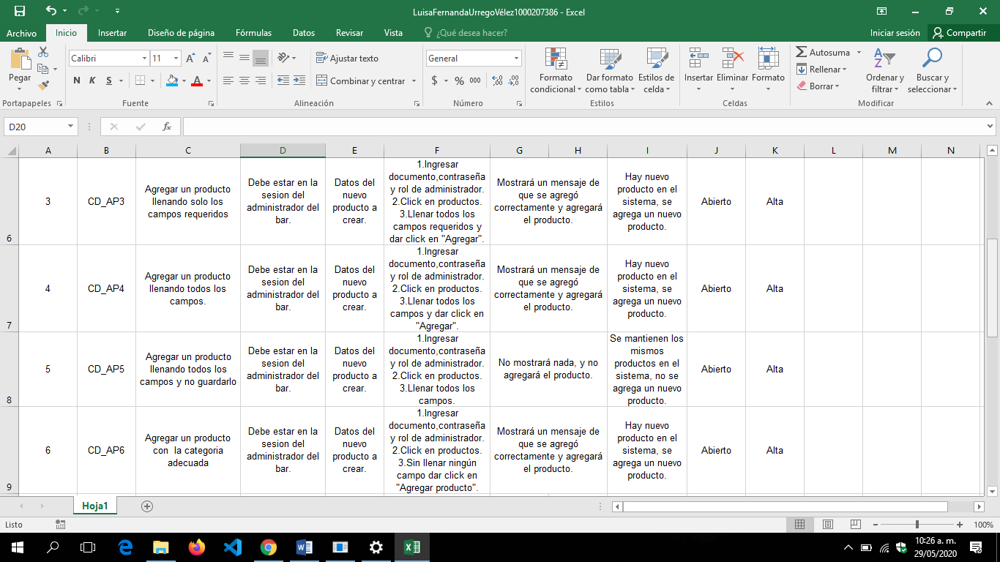 LuisaFernandaUrregoVélez1000207386 - Excel
Archivo Inicio Insertar Diseño de página Fórmulas Datos Revisar Vista ¿Qué desea hacer? Iniciar sesión Compartir
Pegar
Calibri 11
N K S
Ajustar texto
Combinar y centrar
General
$ % 000
Formato condicional
Dar formato como tabla
Estilos de celda
Insertar Eliminar Formato
Autosuma
Rellenar
Borrar
Ordenar y filtrar
Buscar y seleccionar
Portapapeles Fuente Alineación Número Estilos Celdas Modificar
D20 fx
A B C D E F G H I J K L M N
6
3
CD_AP3
Agregar un producto
llenando solo los
campos requeridos
Debe estar en la
sesion del
administrador del
bar.
Datos del
nuevo
producto a
crear.
1.Ingresar
documento,contraseña
y rol de administrador.
2.Click en productos.
3.Llenar todos los
campos requeridos y
dar click en "Agregar".
Mostrará un mensaje de
que se agregó
correctamente y agregará
el producto.
Hay nuevo
producto en el
sistema, se
agrega un nuevo
producto.
Abierto
Alta
7
4
CD_AP4
Agregar un producto
llenando todos los
campos.
Debe estar en la
sesion del
administrador del
bar.
Datos del
nuevo
producto a
crear.
1.Ingresar
documento,contraseña
y rol de administrador.
2.Click en productos.
3.Llenar todos los
campos y dar click en
"Agregar".
Mostrará un mensaje de
que se agregó
correctamente y agregará
el producto.
Hay nuevo
producto en el
sistema, se
agrega un nuevo
producto.
Abierto
Alta
8
5
CD_AP5
Agregar un producto
llenando todos los
campos y no guardarlo
Debe estar en la
sesion del
administrador del
bar.
Datos del
nuevo
producto a
crear.
1.Ingresar
documento,contraseña
y rol de administrador.
2.Click en productos.
3.Llenar todos los
campos.
No mostrará nada, y no
agregará el producto.
Se mantienen los
mismos
productos en el
sistema, no se
agrega un nuevo
producto.
Abierto
Alta
9
6
CD_AP6
Agregar un producto
con  la categoria
adecuada
Debe estar en la
sesion del
administrador del
bar.
Datos del
nuevo
producto a
crear.
1.Ingresar
documento,contraseña
y rol de administrador.
2.Click en productos.
3.Sin llenar ningún
campo dar click en
"Agregar producto".
Mostrará un mensaje de
que se agregó
correctamente y agregará
el producto.
Hay nuevo
producto en el
sistema, se
agrega un nuevo
producto.
Abierto
Alta
Hoja1
Listo 100%
10:26 a. m.
29/05/2020